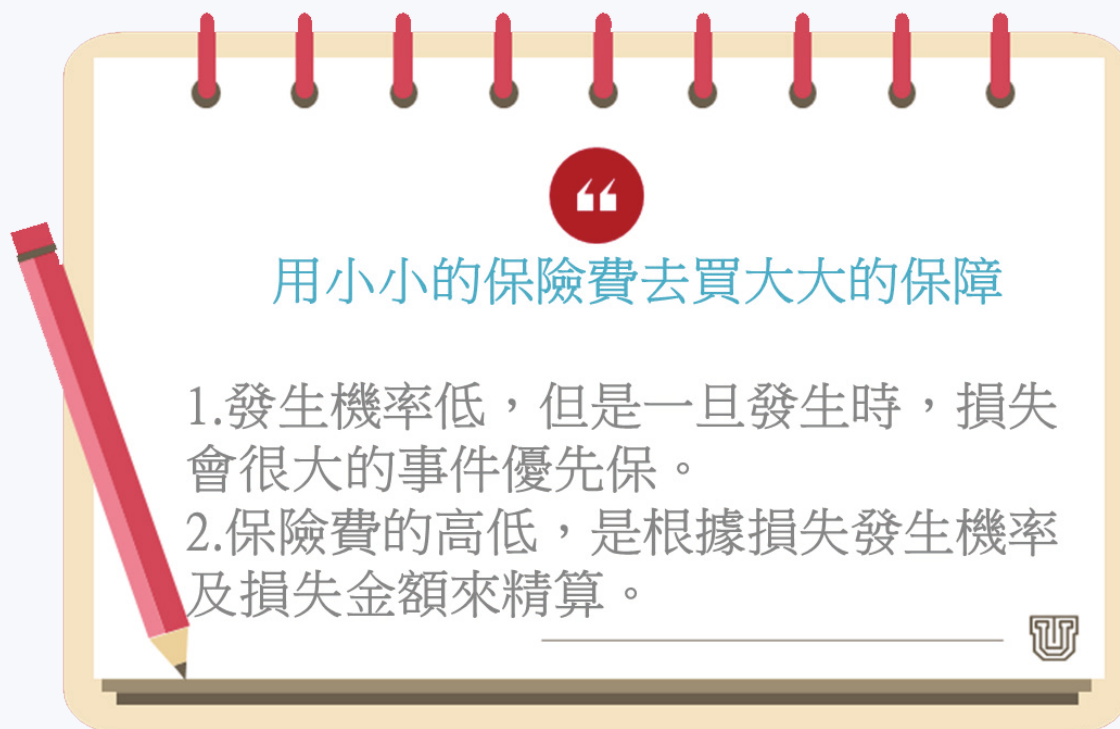 用小小的保險費去買大大的保障
1.發生機率低，但是一旦發生時，損失
會很大的事件優先保。
2.保險費的高低，是根據損失發生機率
及損失金額來精算。
U